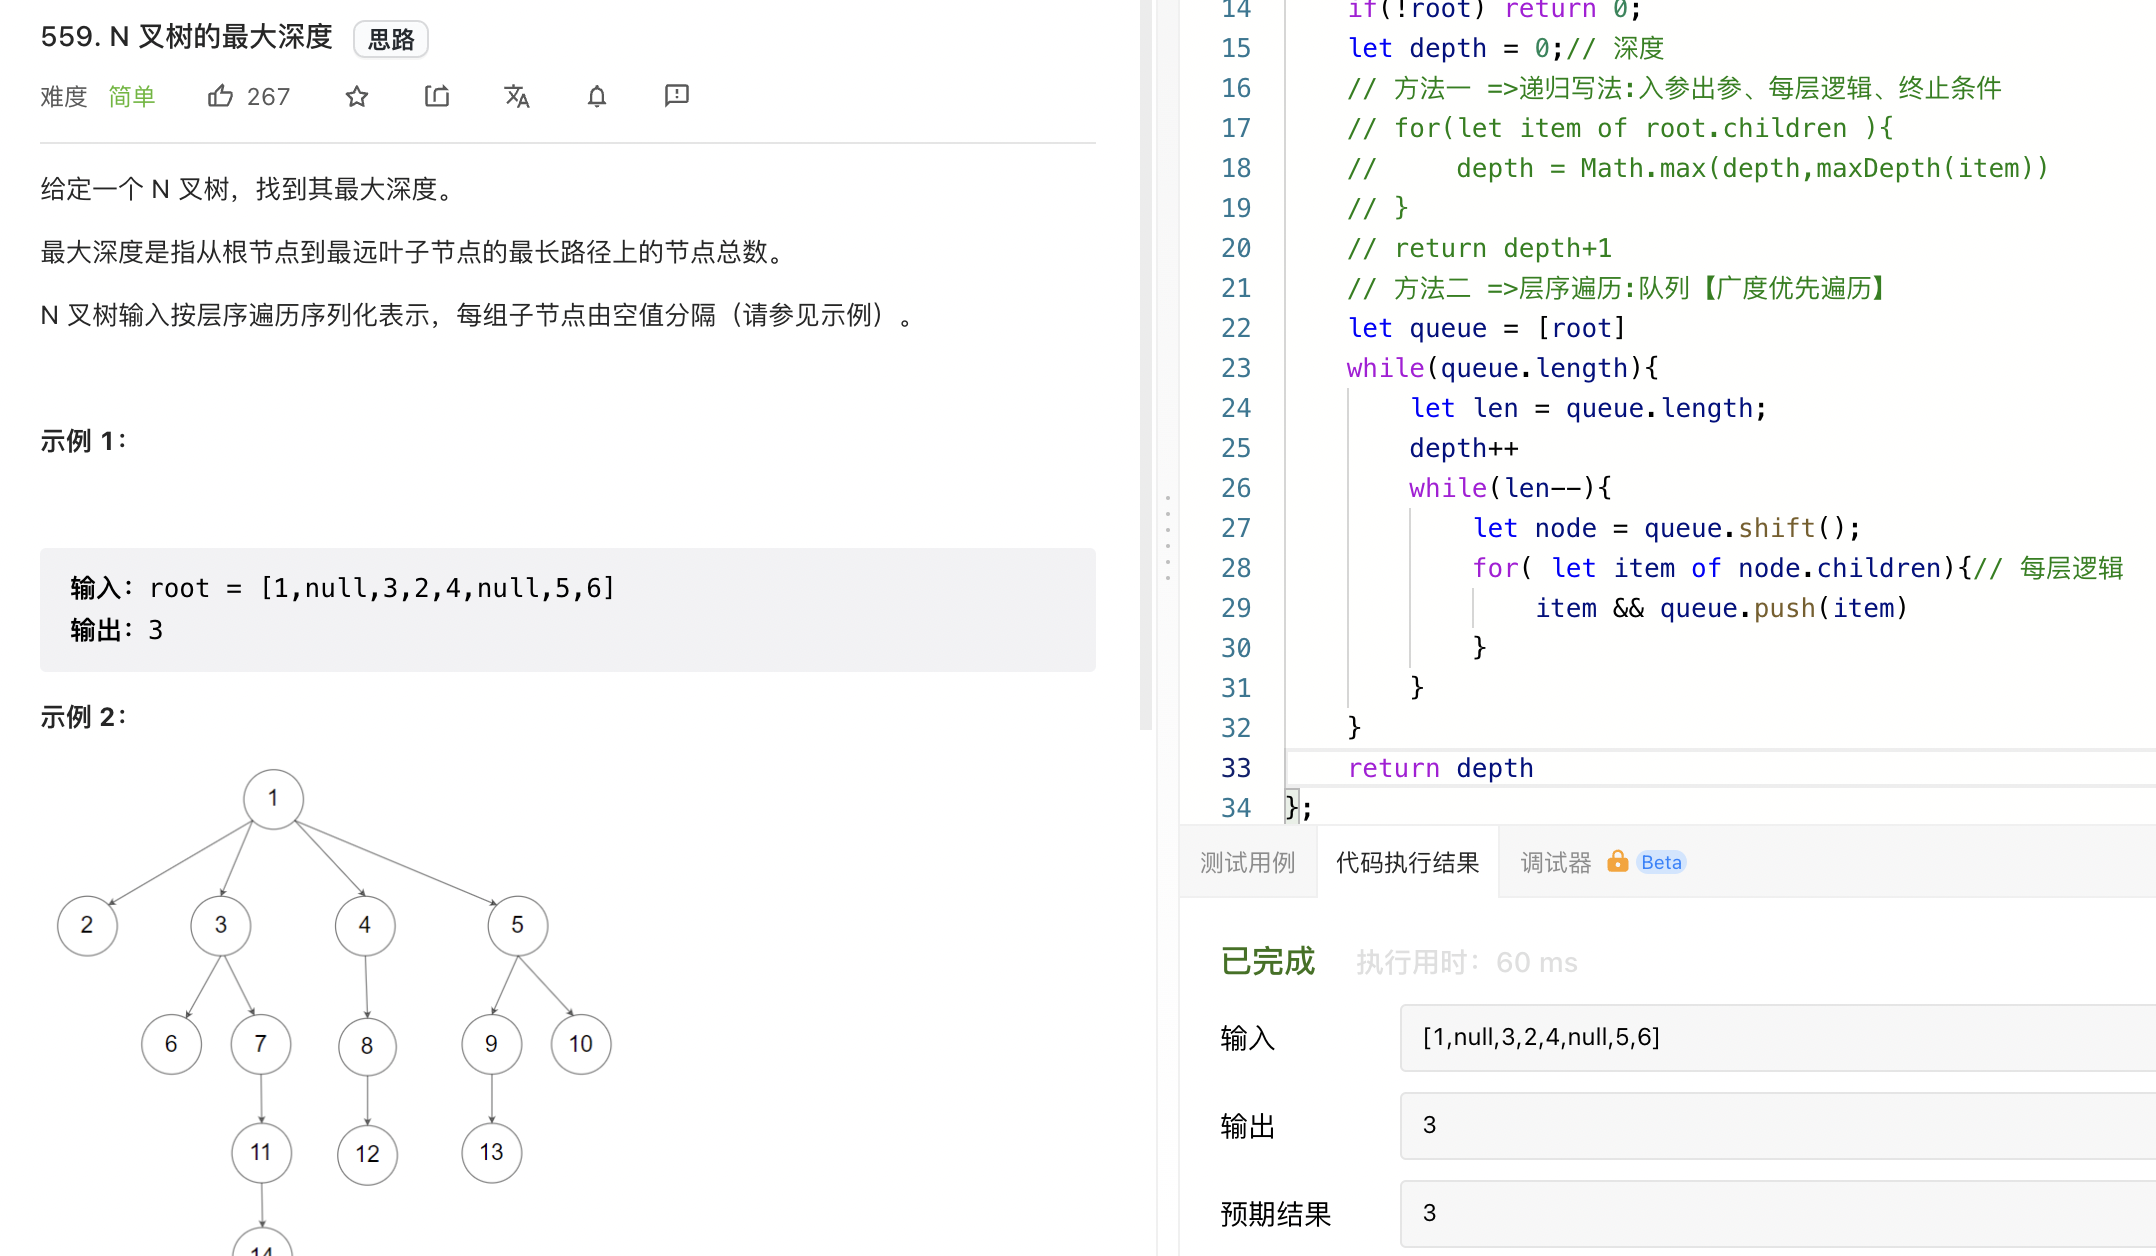 559. N 叉树的最大深度 思路
难度 简单 267
给定一个 N 叉树，找到其最大深度。
最大深度是指从根节点到最远叶子节点的最长路径上的节点总数。
N 叉树输入按层序遍历序列化表示，每组子节点由空值分隔（请参见示例）。
示例 1：
输入：root = [1,null,3,2,4,null,5,6]
输出：3
示例 2：
1
2 3 4 5
6 7 8 9 10
11 12 13
14
14 if(!root) return 0;
15 let depth = 0;// 深度
16 // 方法一 =>递归写法:入参出参、每层逻辑、终止条件
17 // for(let item of root.children ){
18 //     depth = Math.max(depth,maxDepth(item))
19 // }
20 // return depth+1
21 // 方法二 =>层序遍历:队列【广度优先遍历】
22 let queue = [root]
23 while(queue.length){
24 let len = queue.length;
25 depth++
26 while(len--){
27 let node = queue.shift();
28 for( let item of node.children){// 每层逻辑
29 item && queue.push(item)
30 }
31 }
32 }
33 return depth
34 };
测试用例 代码执行结果 调试器 Beta
已完成 执行用时：60 ms
输入 [1,null,3,2,4,null,5,6]
输出 3
预期结果 3